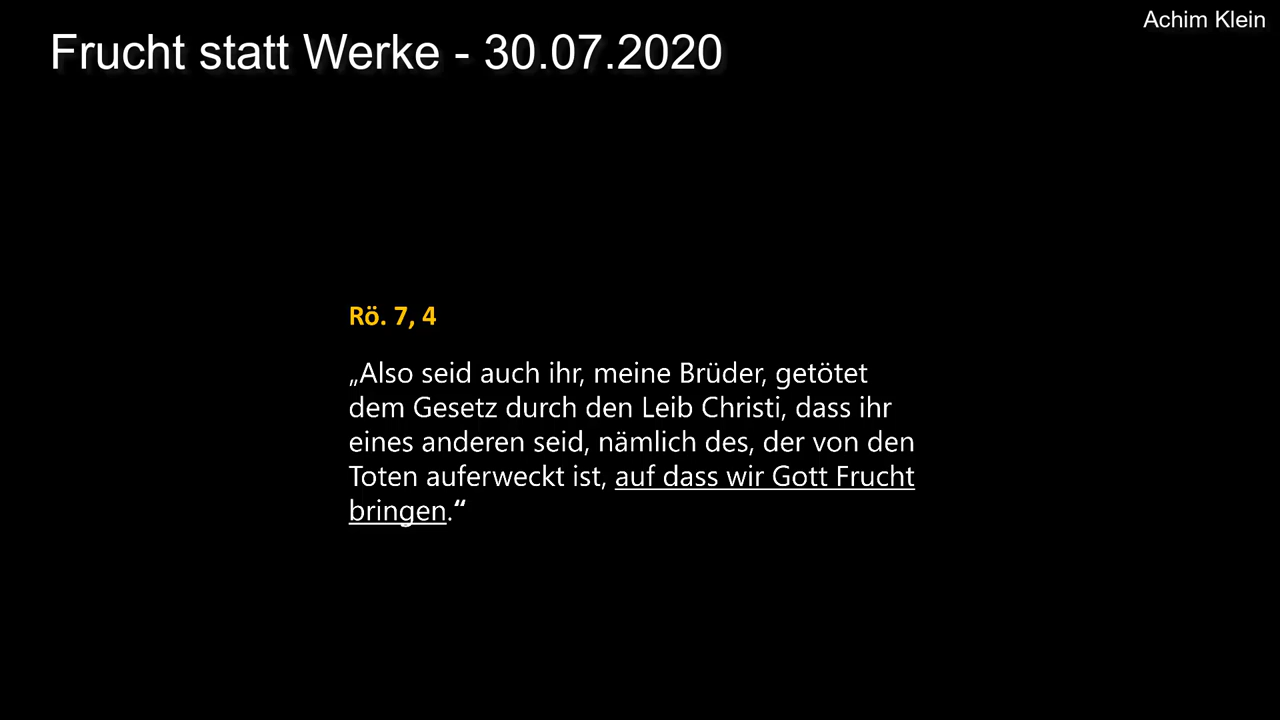 Achim Klein
Frucht statt Werke - 30.07.2020
Rö. 7, 4
„Also seid auch ihr, meine Brüder, getötet
dem Gesetz durch den Leib Christi, dass ihr
eines anderen seid, nämlich des, der von den
Toten auferweckt ist, auf dass wir Gott Frucht
bringen.“